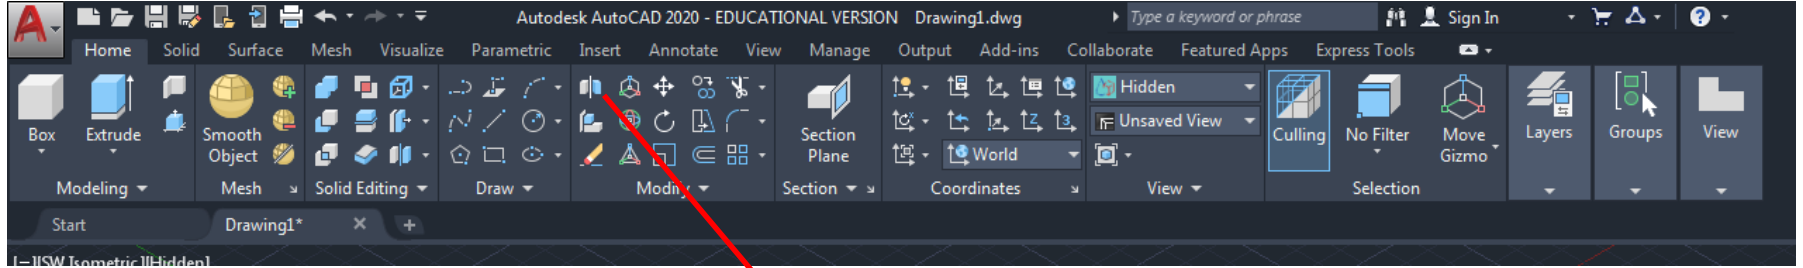 Autodesk AutoCAD 2020 - EDUCATIONAL VERSION Drawing1.dwg Type a keyword or phrase Sign In
Home Solid Surface Mesh Visualize Parametric Insert Annotate View Manage Output Add-ins Collaborate Featured Apps Express Tools
Hidden
Unsaved View
World
Box Extrude Smooth Object Section Plane Culling No Filter Move Gizmo Layers Groups View
Modeling Mesh Solid Editing Draw Modify Section Coordinates View Selection
Start Drawing1*
[−][SW Isometric][Hidden]